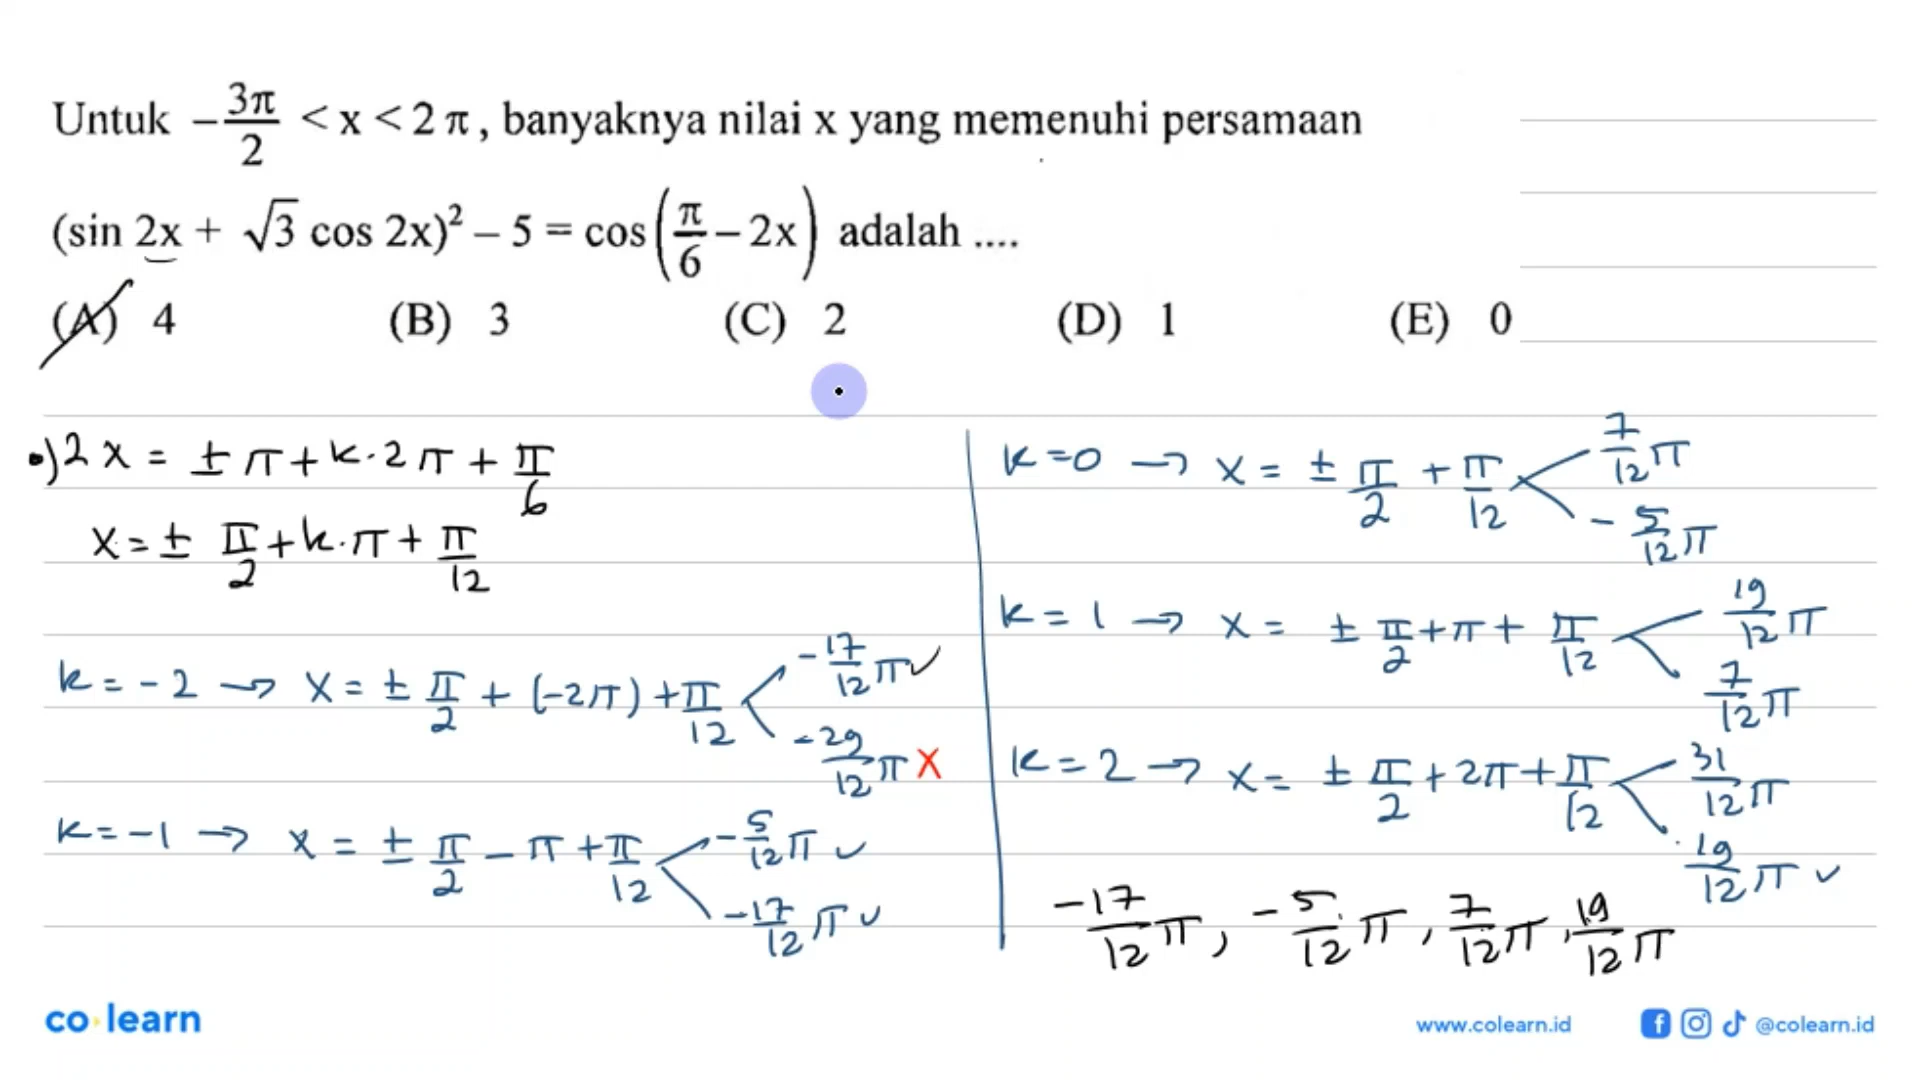 Untuk -3π/2 < x < 2π, banyaknya nilai x yang memenuhi persamaan
(sin 2x + √3 cos 2x)² – 5 = cos(π/6 – 2x) adalah ....
(A) 4 (B) 3 (C) 2 (D) 1 (E) 0
•) 2x = ± π + k·2π + π/6
x = ± π/2 + k·π + π/12
k = -2 → x = ± π/2 + (-2π) + π/12 < -17/12 π ✓
-29/12 π X
k = -1 → x = ± π/2 - π + π/12 < -5/12 π ✓
-17/12 π ✓
k = 0 → x = ± π/2 + π/12 < 7/12 π
-5/12 π
k = 1 → x = ± π/2 + π + π/12 < 19/12 π
7/12 π
k = 2 → x = ± π/2 + 2π + π/12 < 31/12 π
19/12 π ✓
-17/12 π, -5/12 π, 7/12 π, 19/12 π
co learn
www.colearn.id @colearn.id